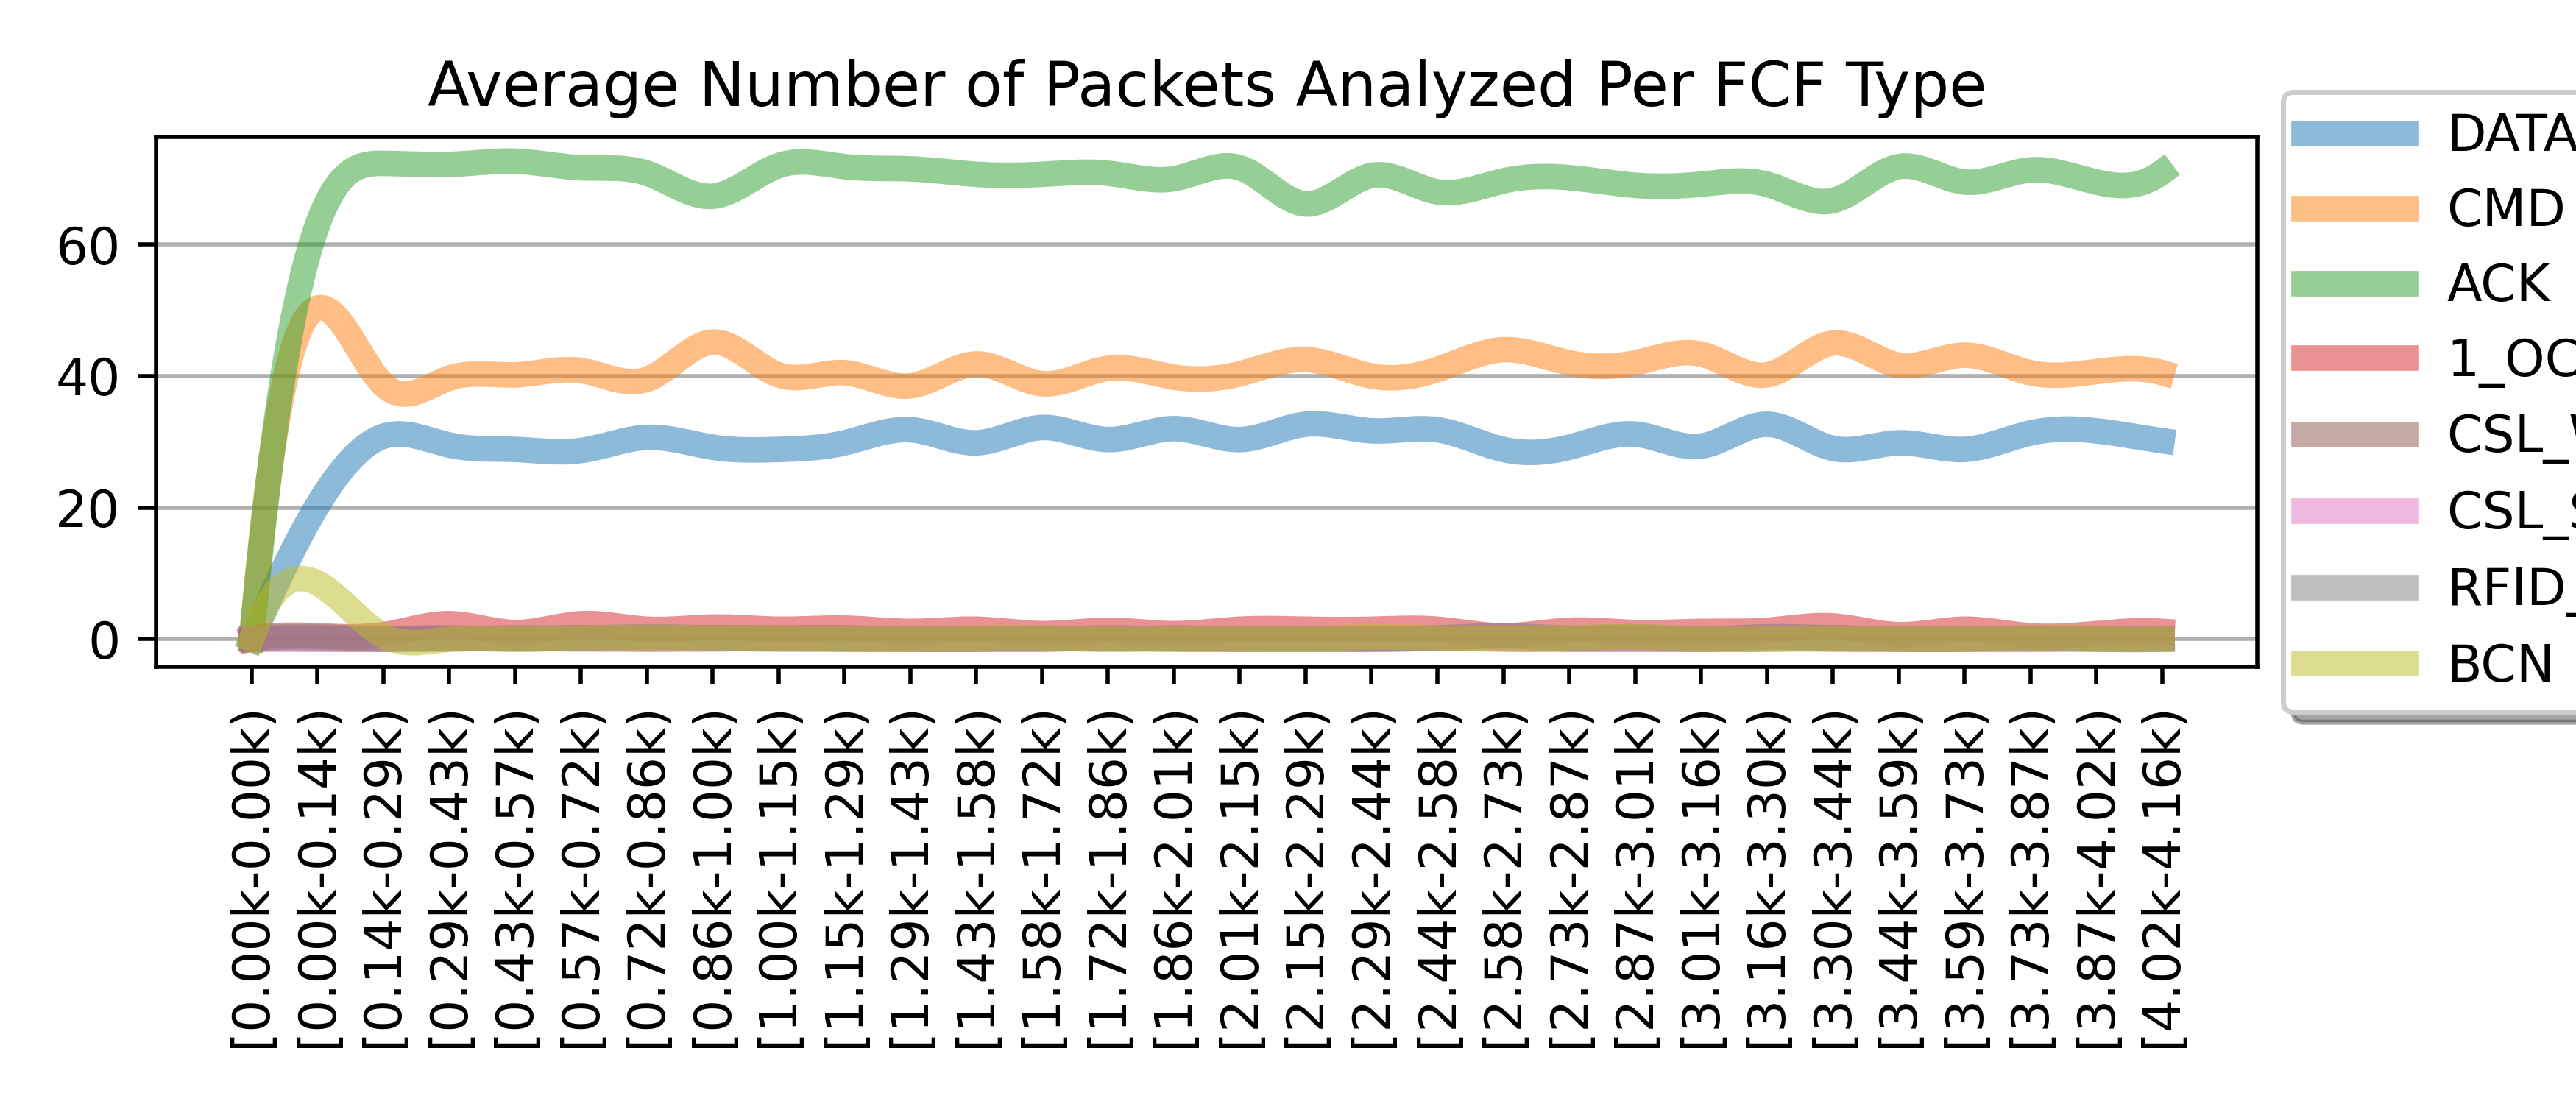 Average Number of Packets Analyzed Per FCF Type
60
40
20
0
[0.00k-0.00k)
[0.00k-0.14k)
[0.14k-0.29k)
[0.29k-0.43k)
[0.43k-0.57k)
[0.57k-0.72k)
[0.72k-0.86k)
[0.86k-1.00k)
[1.00k-1.15k)
[1.15k-1.29k)
[1.29k-1.43k)
[1.43k-1.58k)
[1.58k-1.72k)
[1.72k-1.86k)
[1.86k-2.01k)
[2.01k-2.15k)
[2.15k-2.29k)
[2.29k-2.44k)
[2.44k-2.58k)
[2.58k-2.73k)
[2.73k-2.87k)
[2.87k-3.01k)
[3.01k-3.16k)
[3.16k-3.30k)
[3.30k-3.44k)
[3.44k-3.59k)
[3.59k-3.73k)
[3.73k-3.87k)
[3.87k-4.02k)
[4.02k-4.16k)
DATA
CMD
ACK
1_OC
CSL_
CSL_
RFID_
BCN